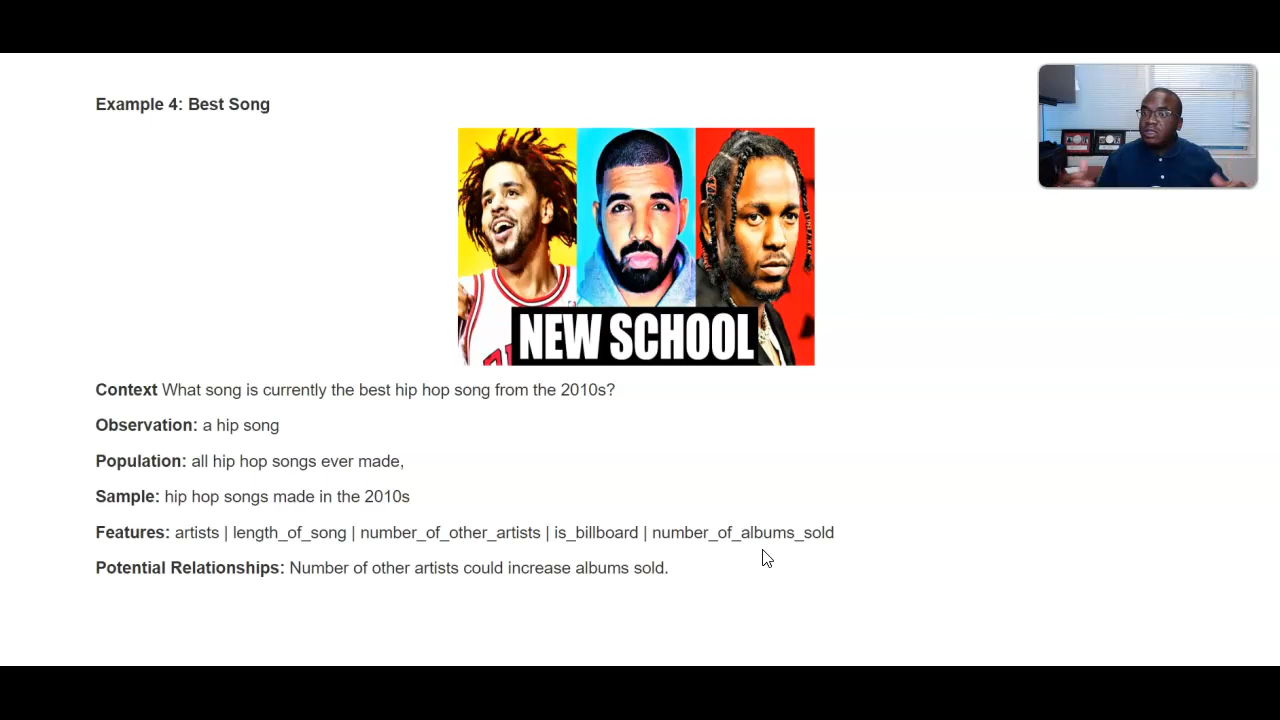 Example 4: Best Song
NEW SCHOOL
Context What song is currently the best hip hop song from the 2010s?
Observation: a hip song
Population: all hip hop songs ever made,
Sample: hip hop songs made in the 2010s
Features: artists | length_of_song | number_of_other_artists | is_billboard | number_of_albums_sold
Potential Relationships: Number of other artists could increase albums sold.